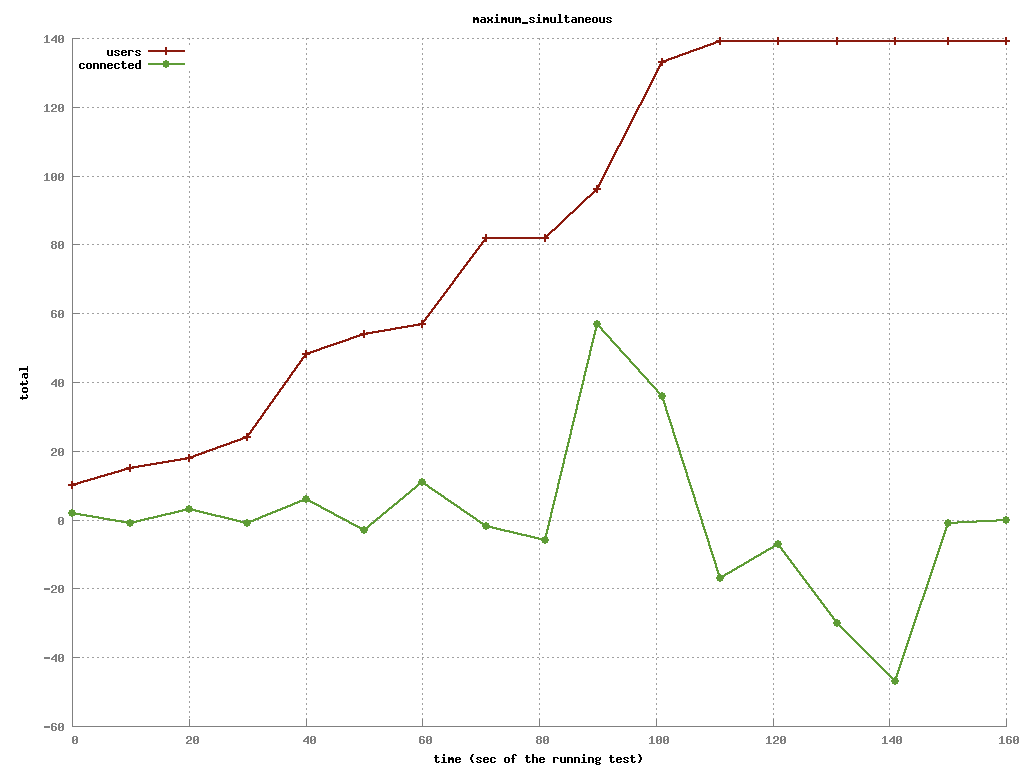 maximum_simultaneous
users
connected
140
120
100
80
60
40
20
0
-20
-40
-60
total
0 20 40 60 80 100 120 140 160
time (sec of the running test)